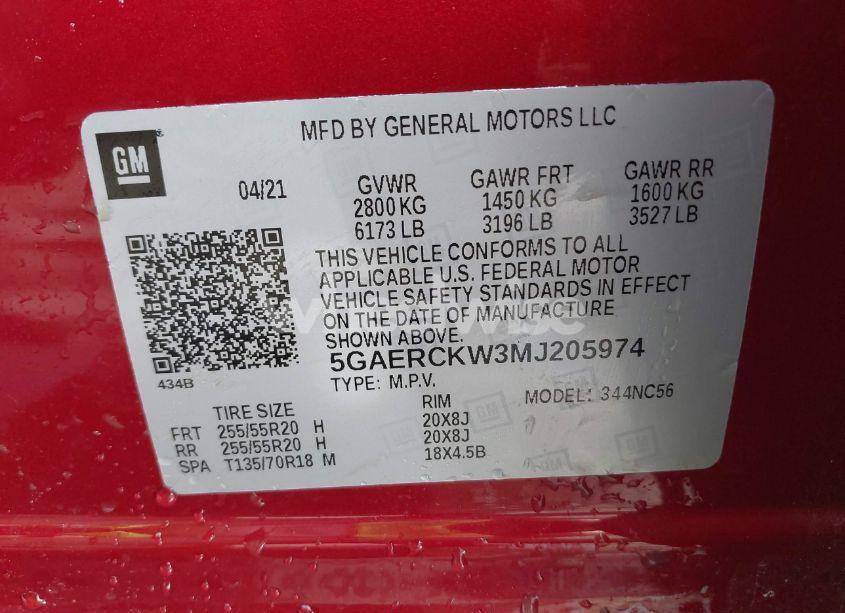 MFD BY GENERAL MOTORS LLC
GM
04/21 GVWR GAWR FRT GAWR RR
2800 KG 1450 KG 1600 KG
6173 LB 3196 LB 3527 LB
THIS VEHICLE CONFORMS TO ALL
APPLICABLE U.S. FEDERAL MOTOR
VEHICLE SAFETY STANDARDS IN EFFECT
ON THE DATE OF MANUFACTURE
SHOWN ABOVE.
5GAERCKW3MJ205974
434B
TYPE: M.P.V. MODEL: 344NC56
TIRE SIZE RIM
FRT 255/55R20 H 20X8J
RR 255/55R20 H 20X8J
SPA T135/70R18 M 18X4.5B